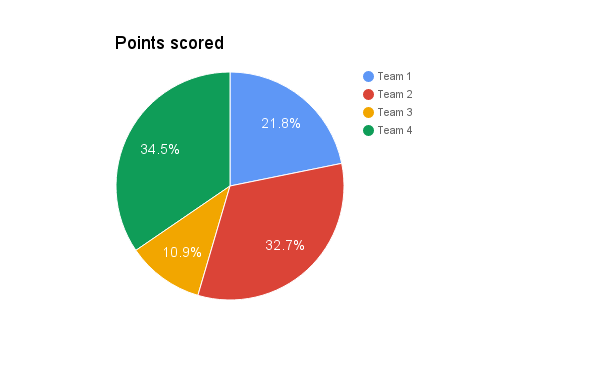 Points scored
Team 1
Team 2
Team 3
Team 4
21.8%
34.5%
32.7%
10.9%